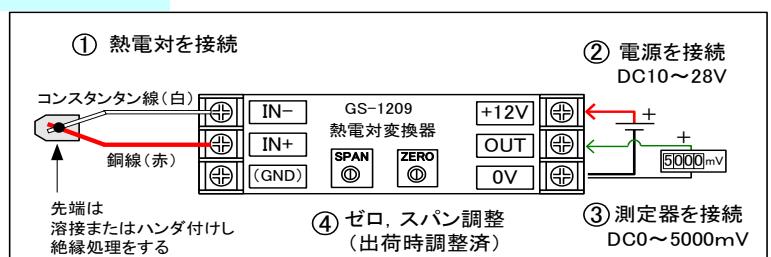 ① 熱電対を接続
② 電源を接続
DC10～28V
コンスタンタン線(白)
銅線(赤)
先端は
溶接またはハンダ付けし
絶縁処理をする
IN-
IN+
(GND)
GS-1209
熱電対変換器
SPAN
ZERO
+12V
OUT
0V
+
+
5000mV
④ ゼロ, スパン調整
(出荷時調整済)
③ 測定器を接続
DC0～5000mV